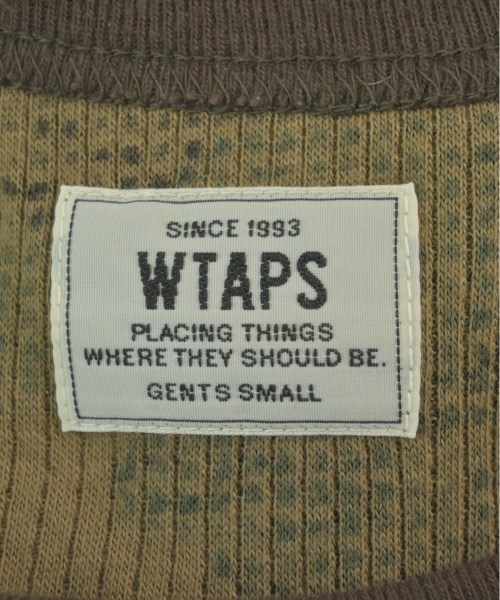 SINCE 1993
WTAPS
PLACING THINGS
WHERE THEY SHOULD BE.
GENTS SMALL